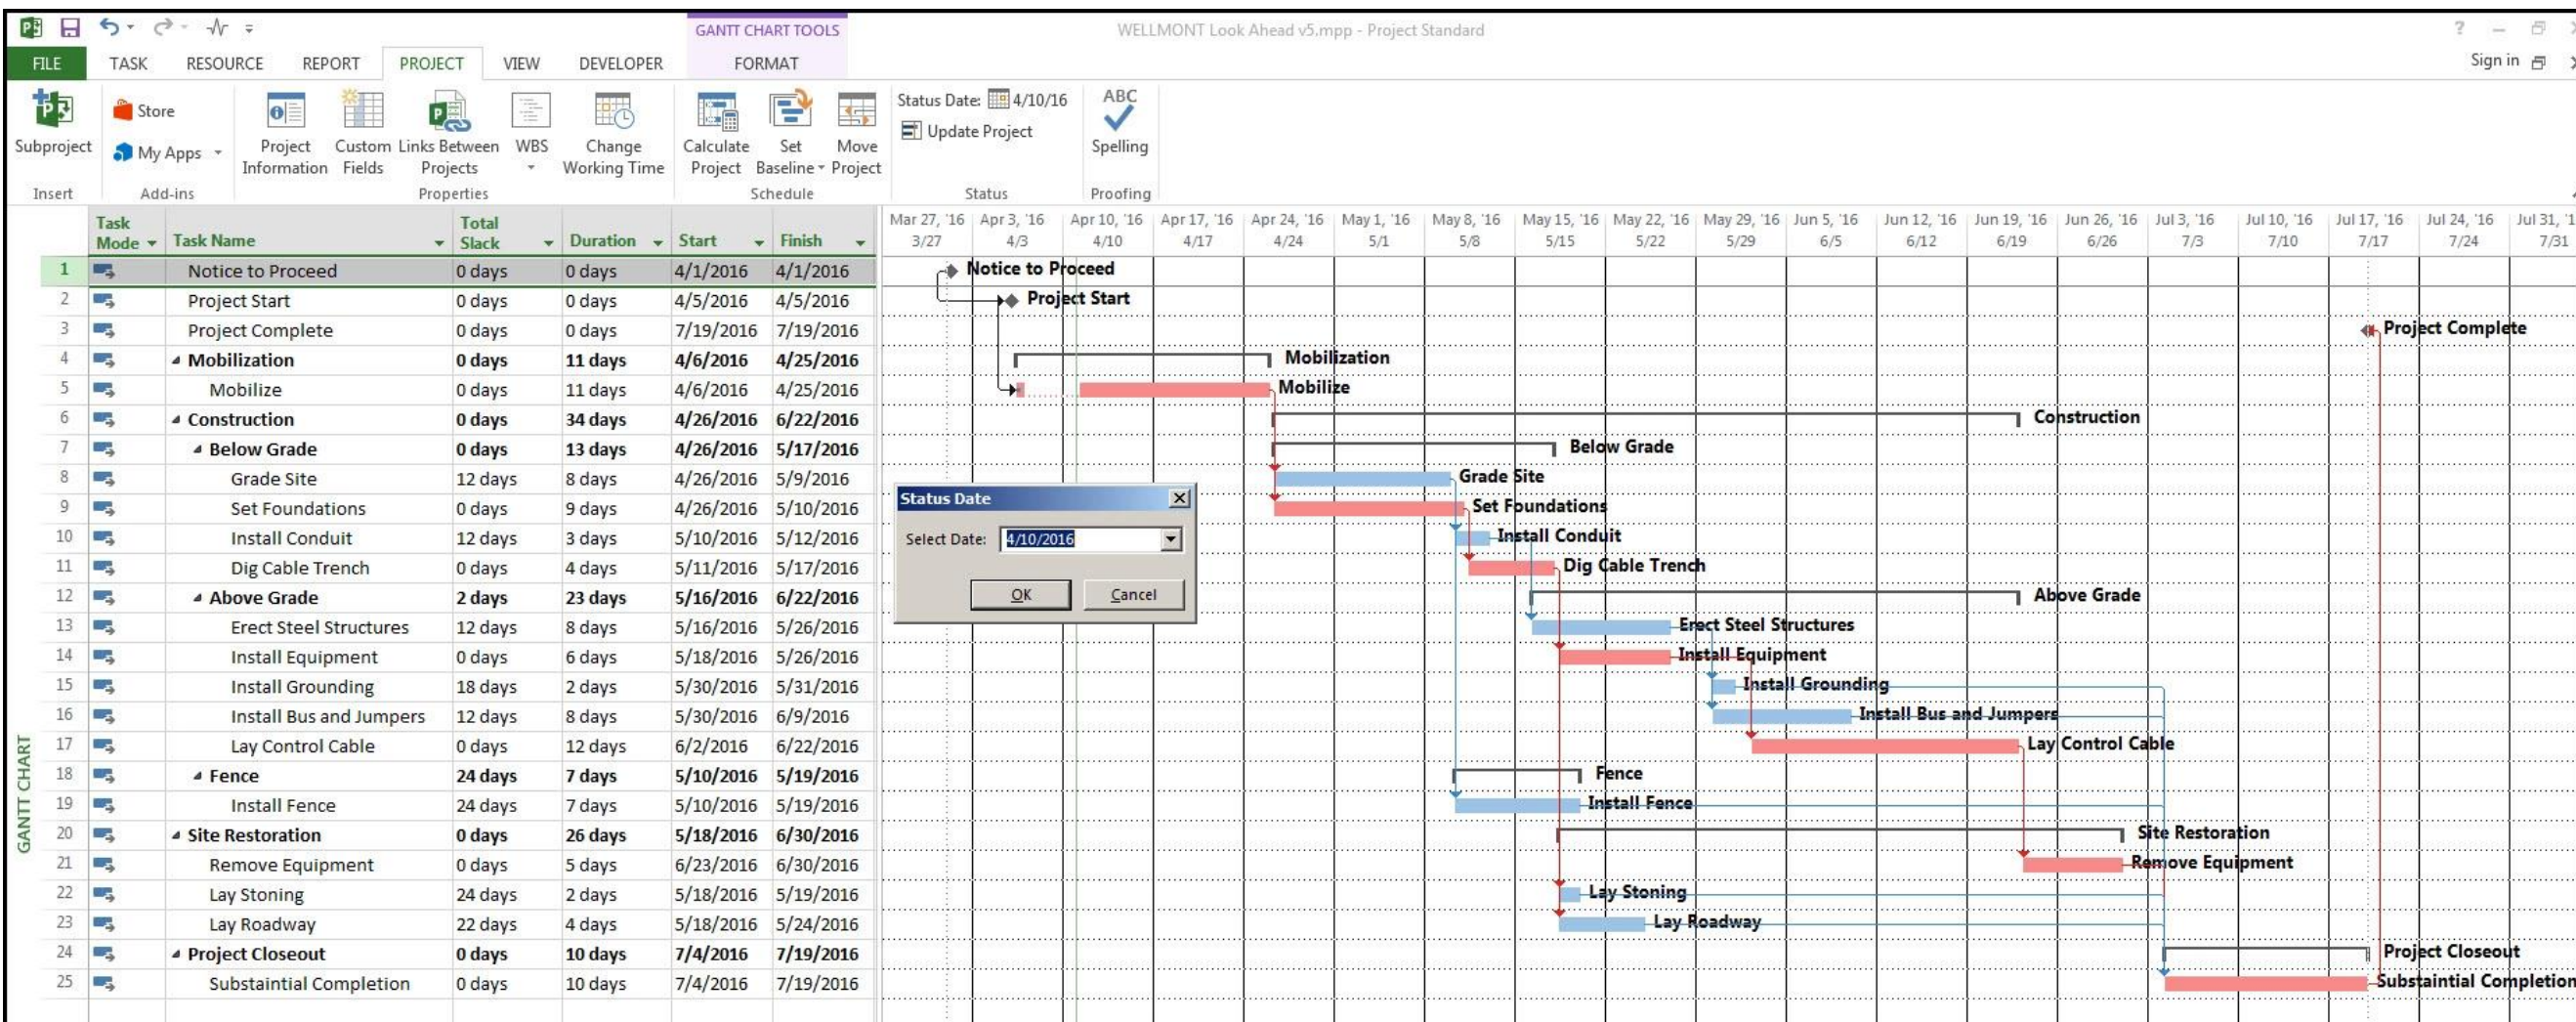 GANTT CHART TOOLS
WELLMONT Look Ahead v5.mpp - Project Standard
?
FILE TASK RESOURCE REPORT PROJECT VIEW DEVELOPER FORMAT
Sign in
Subproject
Insert
Store
My Apps
Add-ins
Project Information
Custom Fields
Links Between Projects
WBS
Change Working Time
Properties
Calculate Project
Set Baseline
Move Project
Schedule
Status Date: 4/10/16
Update Project
Status
ABC
Spelling
Proofing
Task Mode Task Name Total Slack Duration Start Finish
Mar 27, '16 Apr 3, '16 Apr 10, '16 Apr 17, '16 Apr 24, '16 May 1, '16 May 8, '16 May 15, '16 May 22, '16 May 29, '16 Jun 5, '16 Jun 12, '16 Jun 19, '16 Jun 26, '16 Jul 3, '16 Jul 10, '16 Jul 17, '16 Jul 24, '16 Jul 31, '1
3/27 4/3 4/10 4/17 4/24 5/1 5/8 5/15 5/22 5/29 6/5 6/12 6/19 6/26 7/3 7/10 7/17 7/24 7/31
1 Notice to Proceed 0 days 0 days 4/1/2016 4/1/2016 Notice to Proceed
2 Project Start 0 days 0 days 4/5/2016 4/5/2016 Project Start
3 Project Complete 0 days 0 days 7/19/2016 7/19/2016 Project Complete
4 Mobilization 0 days 11 days 4/6/2016 4/25/2016 Mobilization
5 Mobilize 0 days 11 days 4/6/2016 4/25/2016 Mobilize
6 Construction 0 days 34 days 4/26/2016 6/22/2016 Construction
7 Below Grade 0 days 13 days 4/26/2016 5/17/2016 Below Grade
8 Grade Site 12 days 8 days 4/26/2016 5/9/2016 Grade Site
9 Set Foundations 0 days 9 days 4/26/2016 5/10/2016 Set Foundations
10 Install Conduit 12 days 3 days 5/10/2016 5/12/2016 Install Conduit
11 Dig Cable Trench 0 days 4 days 5/11/2016 5/17/2016 Dig Cable Trench
12 Above Grade 2 days 23 days 5/16/2016 6/22/2016 Above Grade
13 Erect Steel Structures 12 days 8 days 5/16/2016 5/26/2016 Erect Steel Structures
14 Install Equipment 0 days 6 days 5/18/2016 5/26/2016 Install Equipment
15 Install Grounding 18 days 2 days 5/30/2016 5/31/2016 Install Grounding
16 Install Bus and Jumpers 12 days 8 days 5/30/2016 6/9/2016 Install Bus and Jumpers
17 Lay Control Cable 0 days 12 days 6/2/2016 6/22/2016 Lay Control Cable
18 Fence 24 days 7 days 5/10/2016 5/19/2016 Fence
19 Install Fence 24 days 7 days 5/10/2016 5/19/2016 Install Fence
20 Site Restoration 0 days 26 days 5/18/2016 6/30/2016 Site Restoration
21 Remove Equipment 0 days 5 days 6/23/2016 6/30/2016 Remove Equipment
22 Lay Stoning 24 days 2 days 5/18/2016 5/19/2016 Lay Stoning
23 Lay Roadway 22 days 4 days 5/18/2016 5/24/2016 Lay Roadway
24 Project Closeout 0 days 10 days 7/4/2016 7/19/2016 Project Closeout
25 Substaintial Completion 0 days 10 days 7/4/2016 7/19/2016 Substaintial Completion
GANTT CHART
Status Date
Select Date: 4/10/2016
OK Cancel